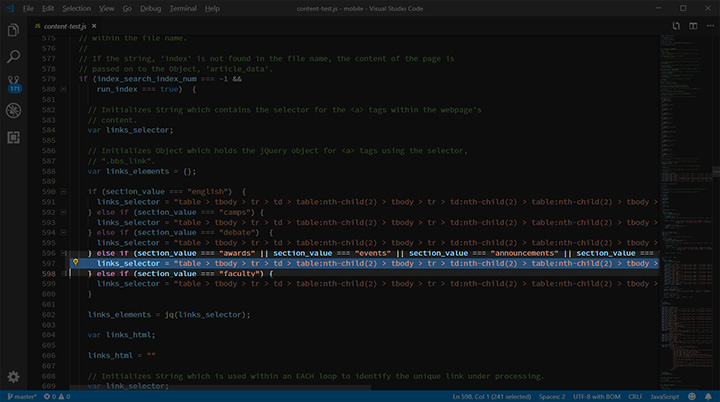 File Edit Selection View Go Debug Terminal Help content-test.js - mobile - Visual Studio Code
content-test.js ×
575 // within the file name.
576 //
577 // If the string, 'index' is not found in the file name, the content of the page is
578 // passed on to the Object, 'article_data'.
579 if (index_search_index_num === -1 &&
580 run_index === true) {
581
582 // Initializes String which contains the selector for the <a> tags within the webpage's
583 // content.
584 var links_selector;
585
586 // Initializes Object which holds the jQuery object for <a> tags using the selector,
587 // ".bbs_link".
588 var links_elements = {};
589
590 if (section_value === "english") {
591 links_selector = "table > tbody > tr > td > table:nth-child(2) > tbody > tr > td:nth-child(2) > table:nth-child(2) > tbody >
592 } else if (section_value === "camps") {
593 links_selector = "table > tbody > tr > td > table:nth-child(2) > tbody > tr > td:nth-child(2) > table:nth-child(2) > tbody >
594 } else if (section_value === "debate") {
595 links_selector = "table > tbody > tr > td > table:nth-child(2) > tbody > tr > td:nth-child(2) > table:nth-child(2) > tbody >
596 } else if (section_value === "awards" || section_value === "events" || section_value === "announcements" || section_value ===
597 links_selector = "table > tbody > tr > td > table:nth-child(2) > tbody > tr > td:nth-child(2) > table:nth-child(2) > tbody >
598 } else if (section_value === "faculty") {
599 links_selector = "table > tbody > tr > td > table:nth-child(2) > tbody > tr > td:nth-child(2) > table:nth-child(2) > tbody >
600 }
601
602 links_elements = jq(links_selector);
603
604 var links_html;
605
606 links_html = ""
607
608 // Initializes String which is used within an EACH loop to identify the unique link under processing.
609 var link_selector;
171
master* 0 0 Ln 598, Col 1 (241 selected) Spaces: 2 UTF-8 with BOM CRLF JavaScript